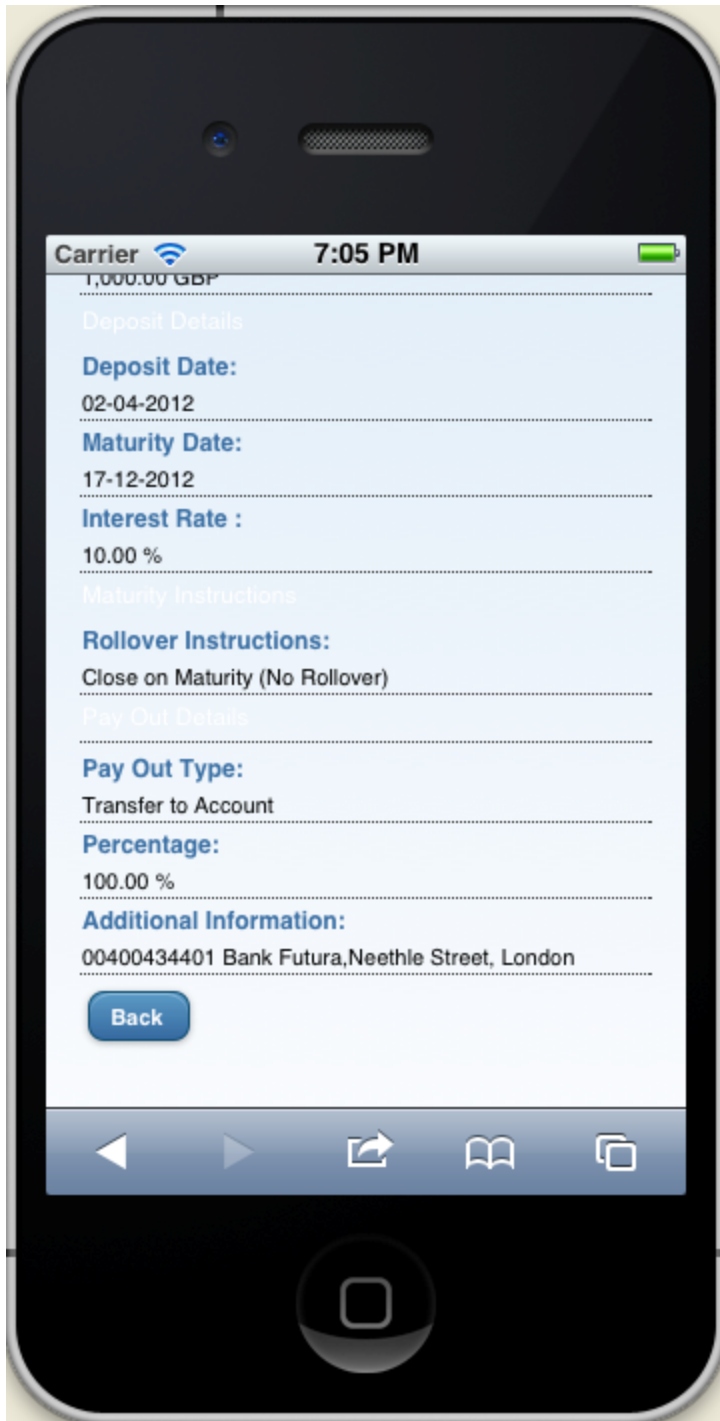 Carrier 7:05 PM
1,000.00 GBP
Deposit Details
Deposit Date:
02-04-2012
Maturity Date:
17-12-2012
Interest Rate :
10.00 %
Maturity Instructions
Rollover Instructions:
Close on Maturity (No Rollover)
Pay Out Details
Pay Out Type:
Transfer to Account
Percentage:
100.00 %
Additional Information:
00400434401 Bank Futura,Neethle Street, London
Back